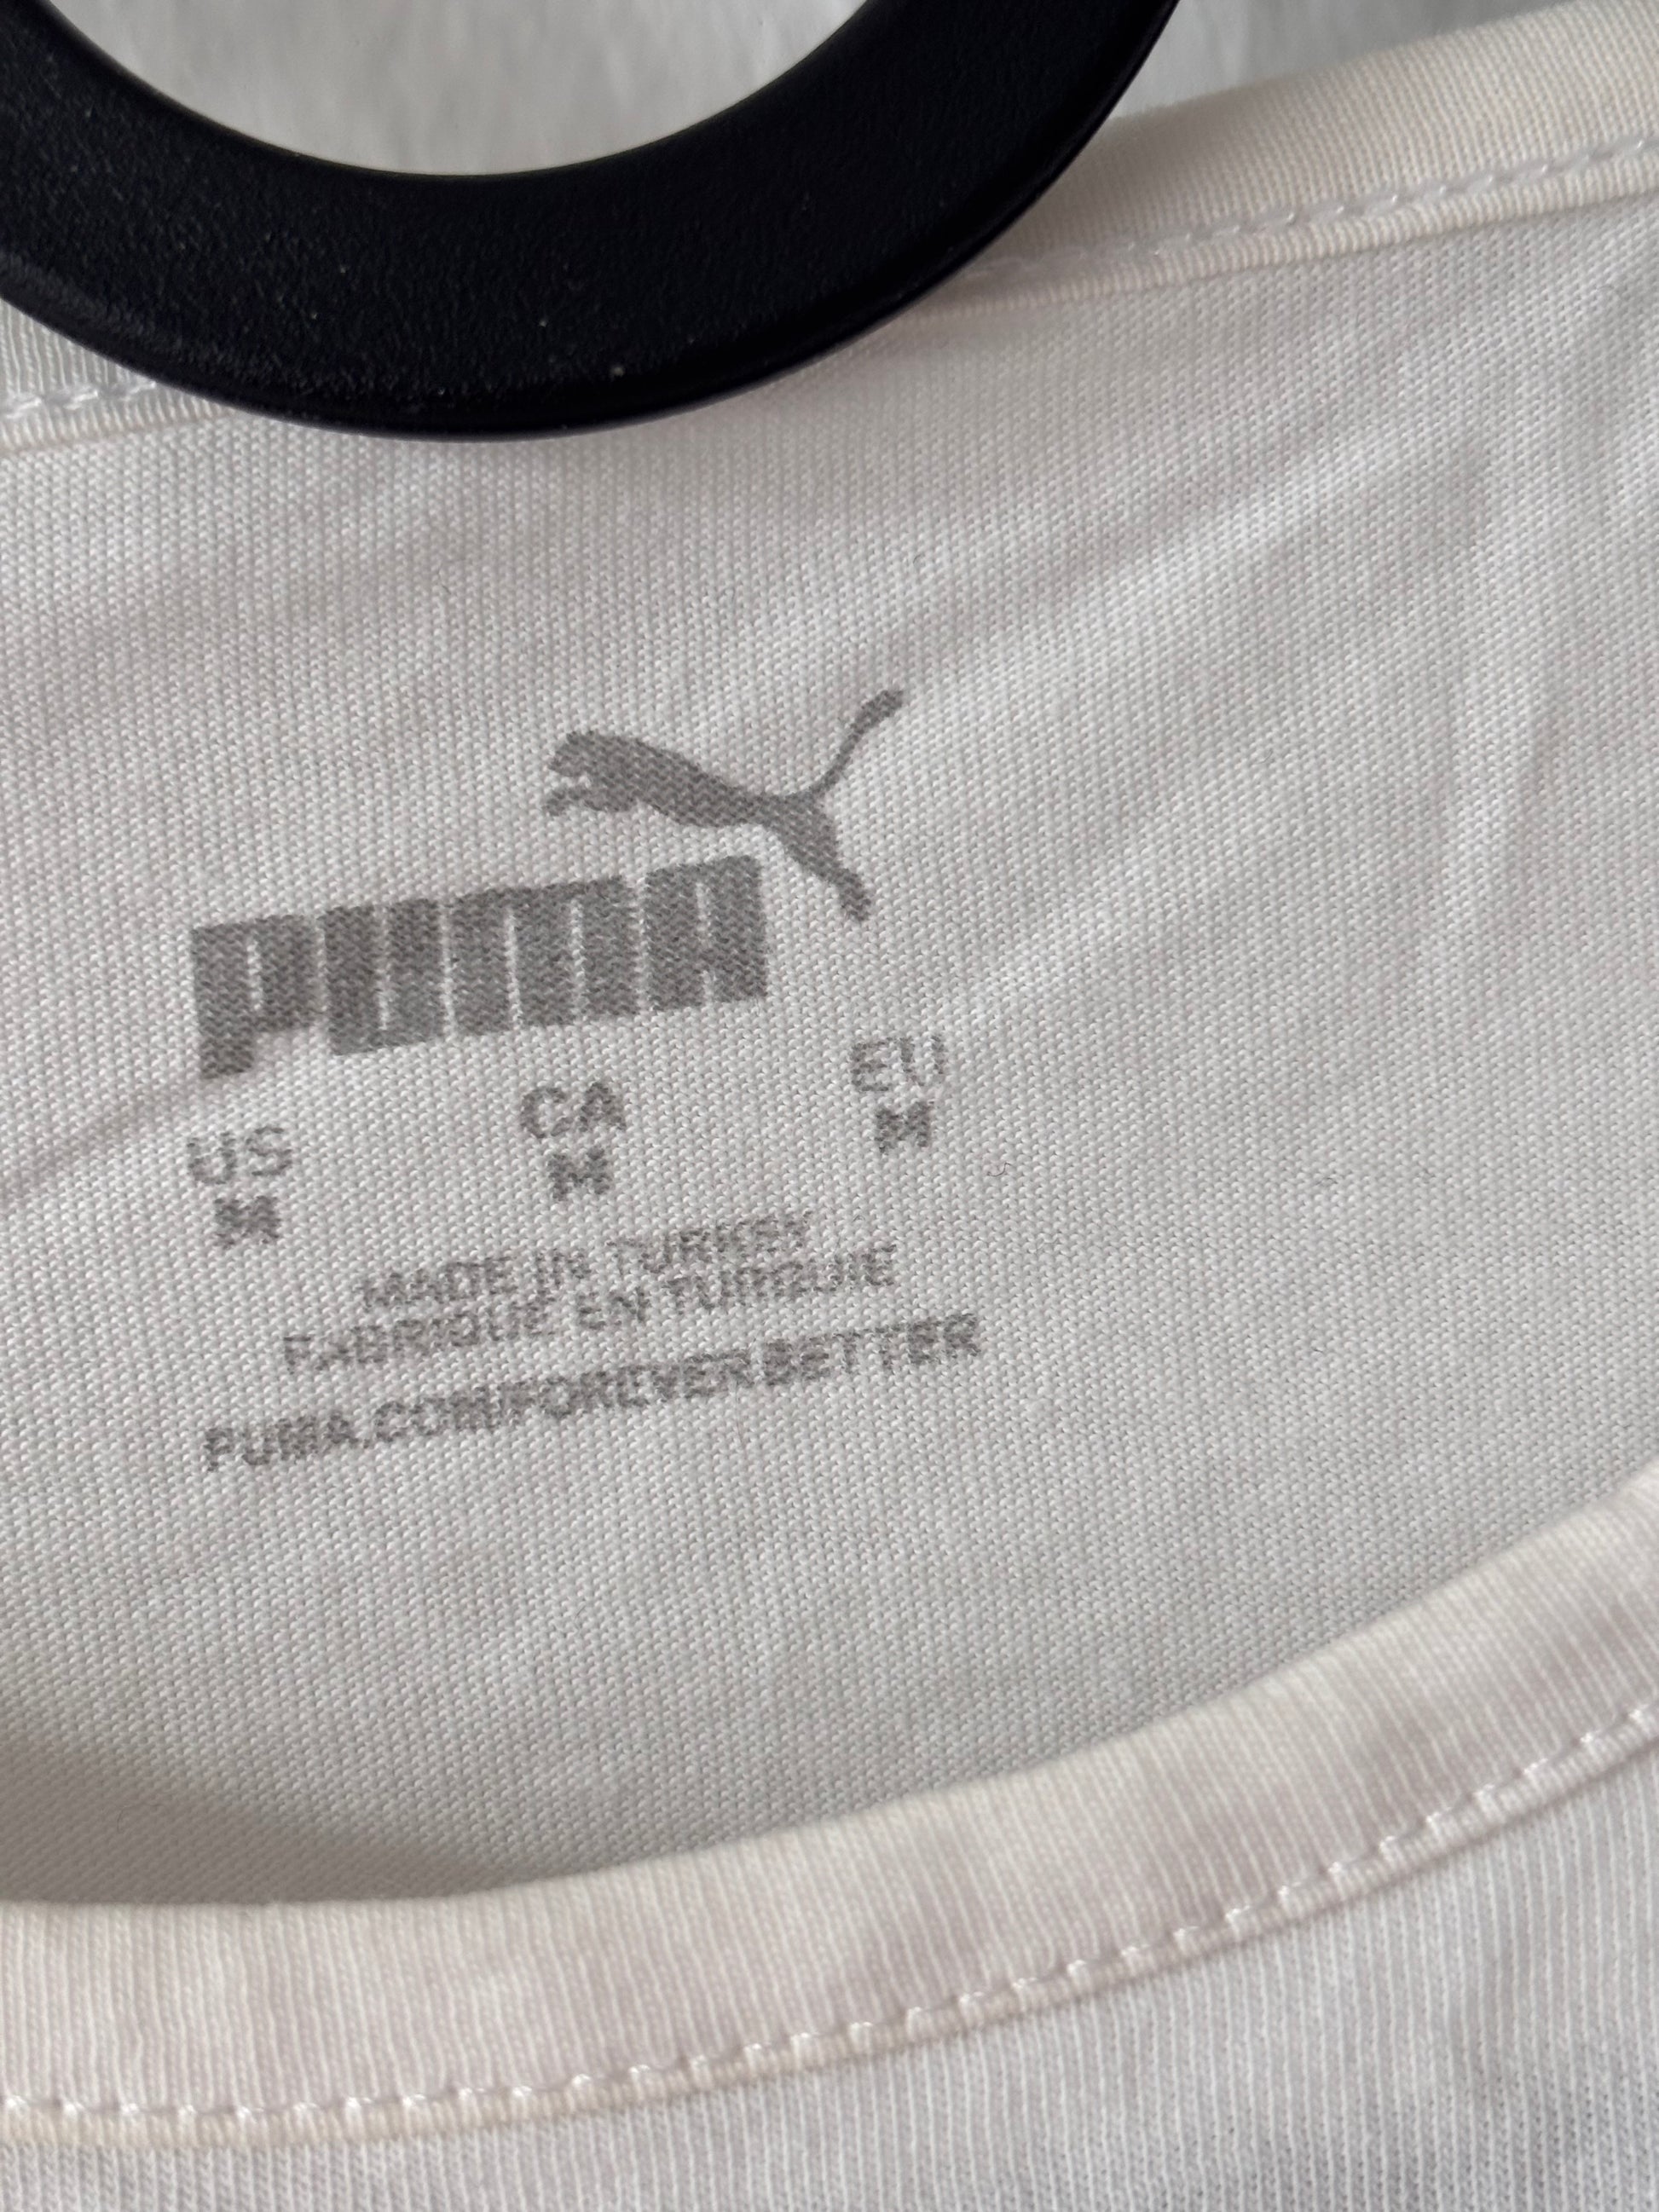 PUMA
US CA EU
M M M
MADE IN TURKEY
FABRIQUE EN TURQUIE
PUMA.COM/FOREVERBETTER